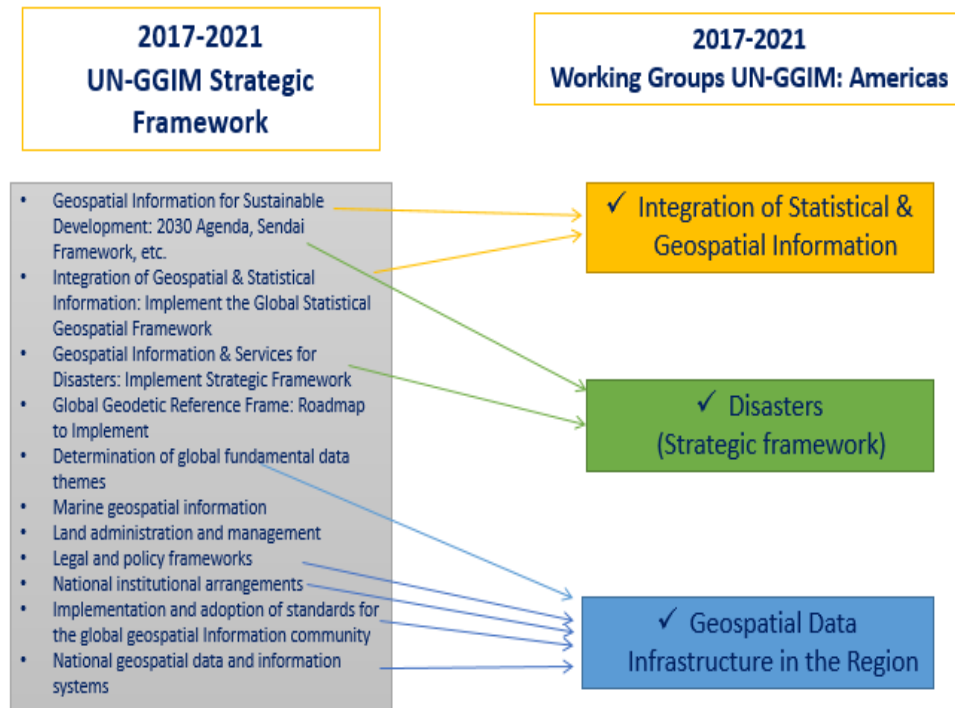 2017-2021
UN-GGIM Strategic
Framework
2017-2021
Working Groups UN-GGIM: Americas
• Geospatial Information for Sustainable
Development: 2030 Agenda, Sendai
Framework, etc.
• Integration of Geospatial & Statistical
Information: Implement the Global Statistical
Geospatial Framework
• Geospatial Information & Services for
Disasters: Implement Strategic Framework
• Global Geodetic Reference Frame: Roadmap
to Implement
• Determination of global fundamental data
themes
• Marine geospatial information
• Land administration and management
• Legal and policy frameworks
• National institutional arrangements
• Implementation and adoption of standards for
the global geospatial Information community
• National geospatial data and information
systems
✓ Integration of Statistical &
Geospatial Information
✓ Disasters
(Strategic framework)
✓ Geospatial Data
Infrastructure in the Region